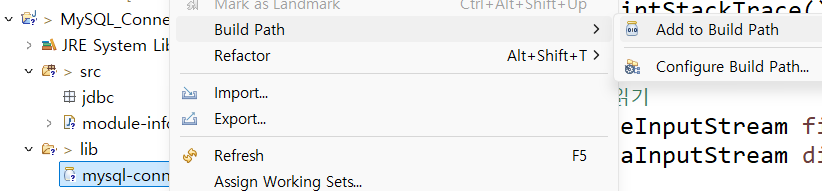 Mark as Landmark Ctrl+Alt+Shift+Up
MySQL_Conne
Build Path
Add to Build Path
JRE System Lib
Refactor Alt+Shift+T
src
Configure Build Path...
jdbc
Import...
읽기
module-info
Export...
eInputStream fi
lib
Refresh F5
aInputStream di
mysql-conn
Assign Working Sets...
intStackTrace()